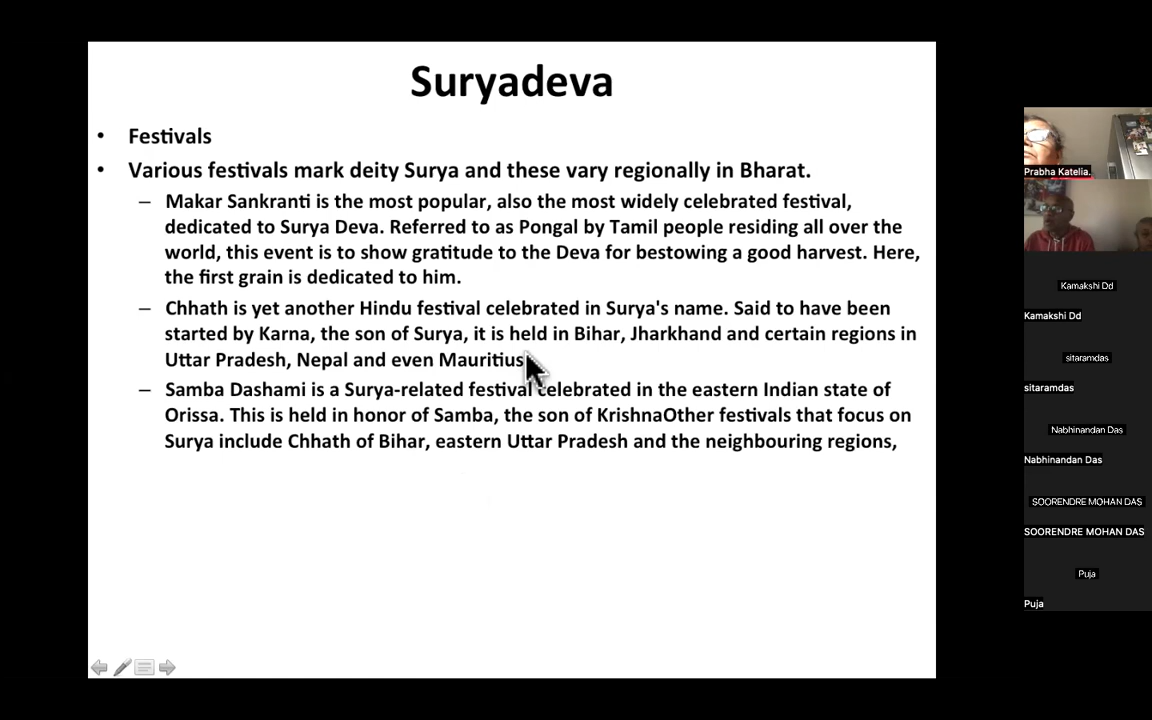 Suryadeva
• Festivals
• Various festivals mark deity Surya and these vary regionally in Bharat.
– Makar Sankranti is the most popular, also the most widely celebrated festival,
dedicated to Surya Deva. Referred to as Pongal by Tamil people residing all over the
world, this event is to show gratitude to the Deva for bestowing a good harvest. Here,
the first grain is dedicated to him.
– Chhath is yet another Hindu festival celebrated in Surya's name. Said to have been
started by Karna, the son of Surya, it is held in Bihar, Jharkhand and certain regions in
Uttar Pradesh, Nepal and even Mauritius
– Samba Dashami is a Surya-related festival celebrated in the eastern Indian state of
Orissa. This is held in honor of Samba, the son of KrishnaOther festivals that focus on
Surya include Chhath of Bihar, eastern Uttar Pradesh and the neighbouring regions,
Prabha Katelia.
Kamakshi Dd
Kamakshi Dd
sitaramdas
sitaramdas
Nabhinandan Das
Nabhinandan Das
SOORENDRE MOHAN DAS
SOORENDRE MOHAN DAS
Puja
Puja